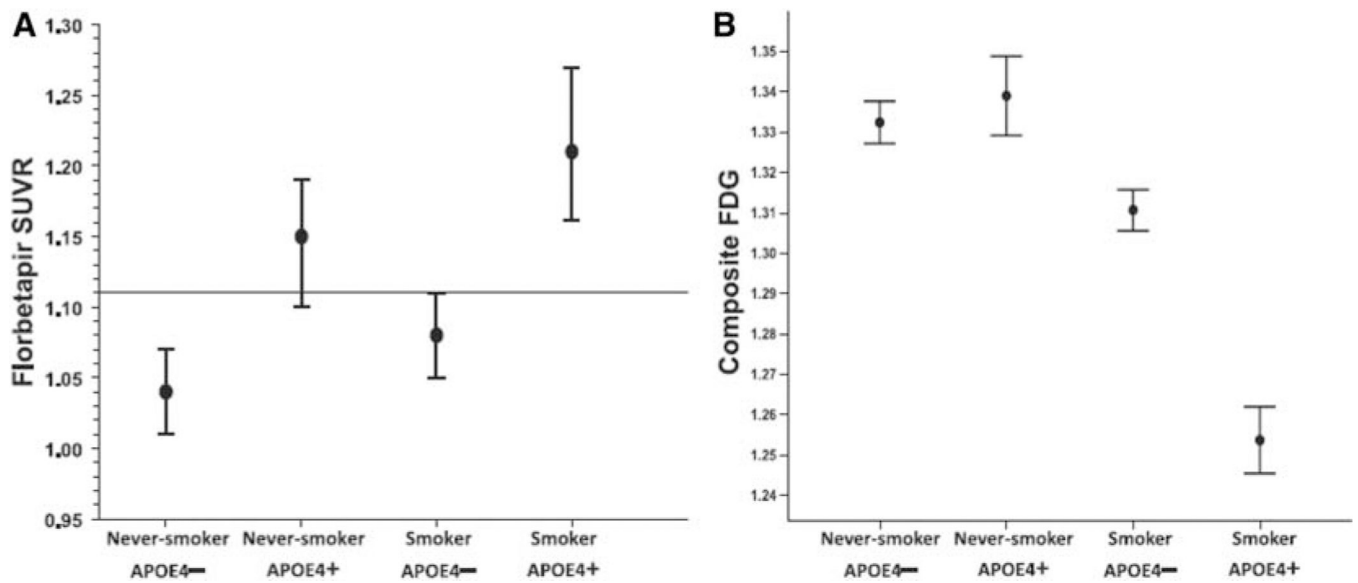 A
Florbetapir SUVR
1.30
1.25
1.20
1.15
1.10
1.05
1.00
0.95
Never-smoker Never-smoker Smoker Smoker
APOE4− APOE4+ APOE4− APOE4+
B
Composite FDG
1.35
1.34
1.33
1.32
1.31
1.30
1.29
1.28
1.27
1.26
1.25
1.24
Never-smoker Never-smoker Smoker Smoker
APOE4− APOE4+ APOE4− APOE4+